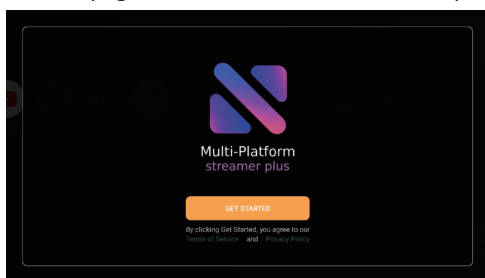 Multi-Platform
streamer plus
GET STARTED
By clicking Get Started, you agree to our
Terms of Service and Privacy Policy